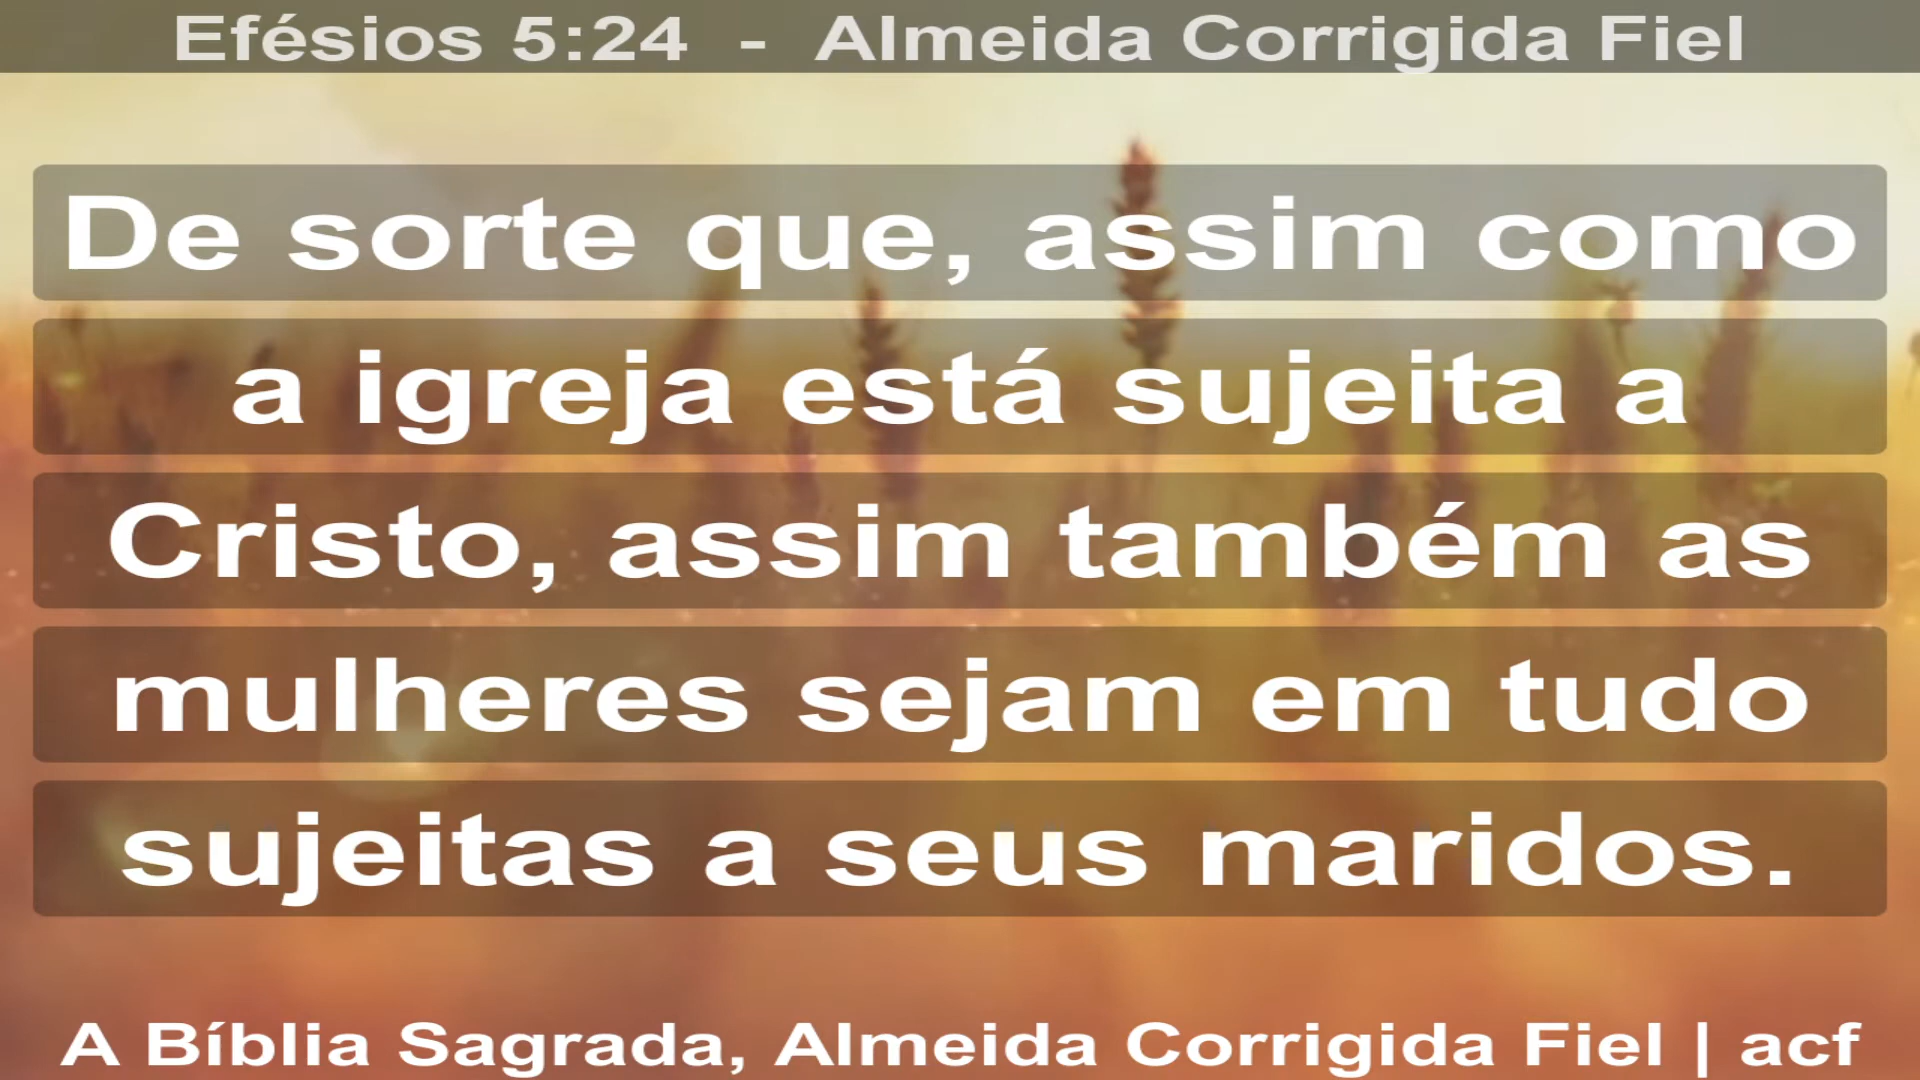 Efésios 5:24 - Almeida Corrigida Fiel
De sorte que, assim como
a igreja está sujeita a
Cristo, assim também as
mulheres sejam em tudo
sujeitas a seus maridos.
A Bíblia Sagrada, Almeida Corrigida Fiel | acf